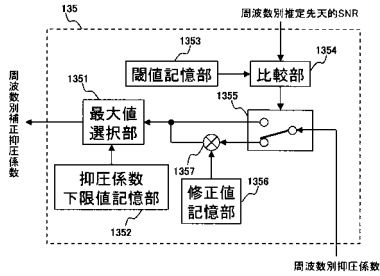 周波数別推定先天的SNR
135
1353
1354
閾値記憶部
比較部
1351
1355
最大値
選択部
周波数別補正抑圧係数
1357
抑圧係数
下限値記憶部
1352
修正値
記憶部
1356
周波数別抑圧係数